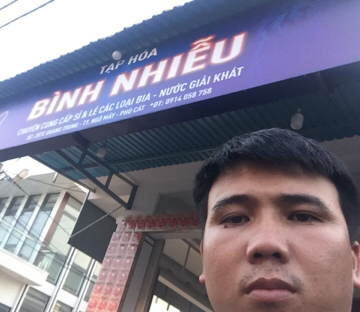 TẠP HÓA
BÌNH NHIỄU
CHUYÊN CUNG CẤP SỈ & LẺ CÁC LOẠI BIA - NƯỚC GIẢI KHÁT
ĐC: QUANG TRUNG - TT. NGÔ MÂY - PHÙ CÁT *ĐT: 0914 058 758